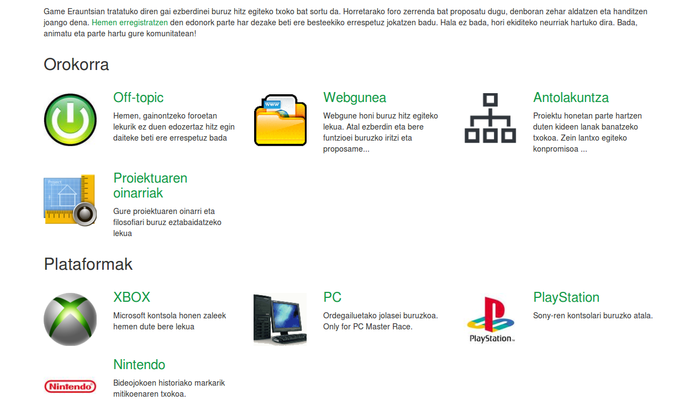 Game Erauntsian tratatuko diren gai ezberdinei buruz hitz egiteko txoko bat sortu da. Horretarako foro zerrenda bat proposatu dugu, denboran zehar aldatzen eta handitzen
joango dena. Hemen erregistratzen den edonork parte har dezake beti ere besteekiko errespetuz jokatzen badu. Hala ez bada, hori ekiditeko neurriak hartuko dira. Bada,
animatu eta parte hartu gure komunitatean!
Orokorra
Off-topic
Hemen, gainontzeko foroetan
lekurik ez duen edozertaz hitz egin
daiteke beti ere errespetuz bada
WWW
Webgunea
Webgune honi buruz hitz egiteko
lekua. Atal ezberdin eta bere
funtzioei buruzko iritzi eta
proposame...
Antolakuntza
Proiektu honetan parte hartzen
duten kideen lanak banatzeko
txokoa. Zein lantxo egiteko
konpromisoa ...
Proiektuaren
oinarriak
Gure proiektuaren oinarri eta
filosofiari buruz eztabaidatzeko
lekua
Plataformak
XBOX
Microsoft kontsola honen zaleek
hemen dute bere lekua
PC
Ordegailuetako jolasei buruzkoa.
Only for PC Master Race.
PlayStation
PlayStation
Sony-ren kontsolari buruzko atala.
Nintendo
Nintendo
Bideojokoen historiako markarik
mitikoenaren txokoa.